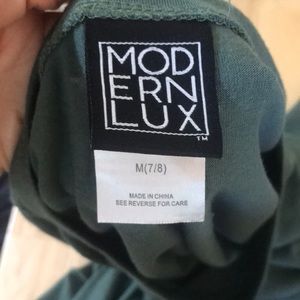 MOD
ERN
LUX
™
M(7/8)
MADE IN CHINA
SEE REVERSE FOR CARE